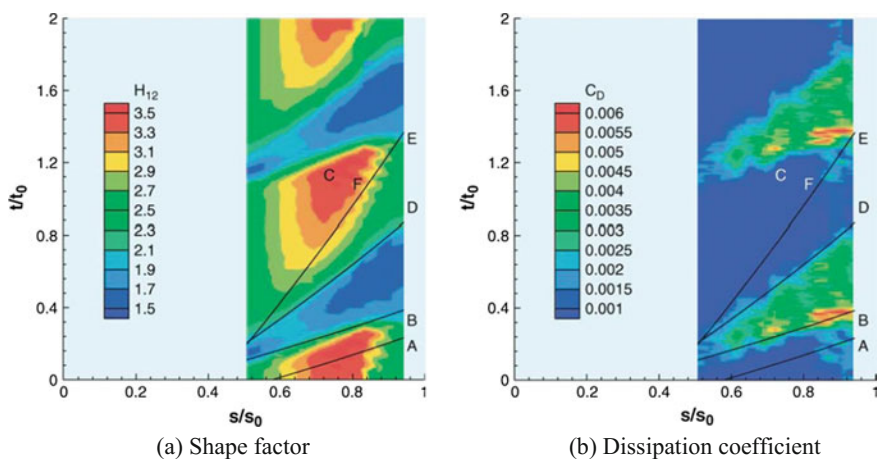 2
1.6
1.2
0.8
0.4
0
t/t0
H12
3.5
3.3
3.1
2.9
2.7
2.5
2.3
2.1
1.9
1.7
1.5
E
D
C
F
B
A
0
0.2
0.4
0.6
0.8
1
s/s0
(a) Shape factor
2
1.6
1.2
0.8
0.4
0
t/t0
CD
0.006
0.0055
0.005
0.0045
0.004
0.0035
0.003
0.0025
0.002
0.0015
0.001
E
D
C
F
B
A
0
0.2
0.4
0.6
0.8
1
s/s0
(b) Dissipation coefficient